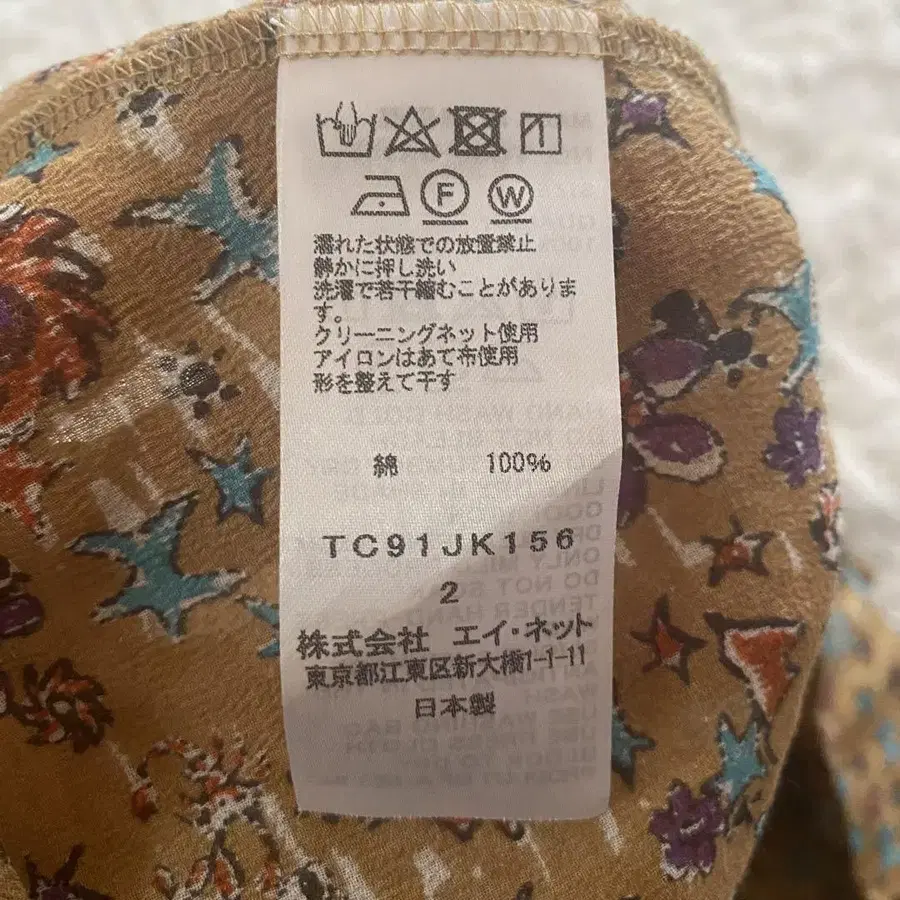 F W
濡れた状態での放置禁止
静かに押し洗い
洗濯で若干縮むことがありま
す。
クリーニングネット使用
アイロンはあて布使用
形を整えて干す
綿 100%
TC91JK156
2
株式会社 エイ・ネット
東京都江東区新大橋1-1-11
日本製